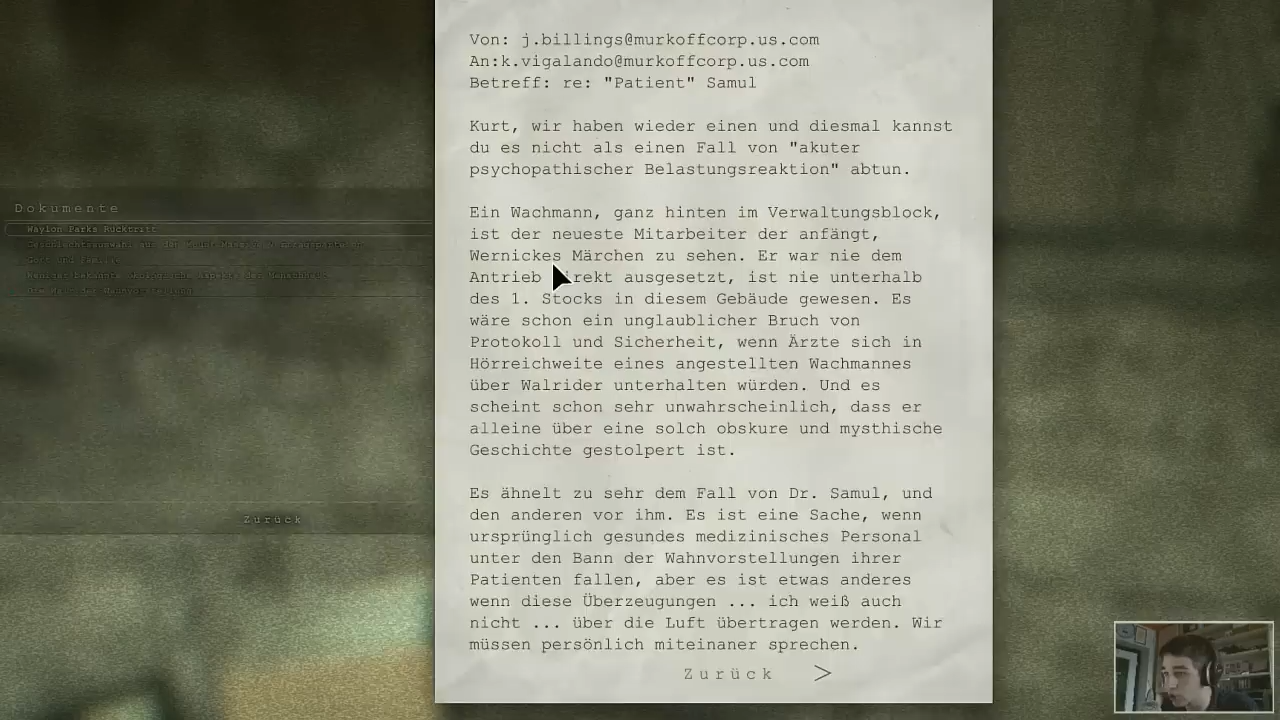 Von: j.billings@murkoffcorp.us.com
An:k.vigalando@murkoffcorp.us.com
Betreff: re: "Patient" Samul
Kurt, wir haben wieder einen und diesmal kannst
du es nicht als einen Fall von "akuter
psychopathischer Belastungsreaktion" abtun.
Ein Wachmann, ganz hinten im Verwaltungsblock,
ist der neueste Mitarbeiter der anfängt,
Wernickes Märchen zu sehen. Er war nie dem
Antrieb direkt ausgesetzt, ist nie unterhalb
des 1. Stocks in diesem Gebäude gewesen. Es
wäre schon ein unglaublicher Bruch von
Protokoll und Sicherheit, wenn Ärzte sich in
Hörreichweite eines angestellten Wachmannes
über Walrider unterhalten würden. Und es
scheint schon sehr unwahrscheinlich, dass er
alleine über eine solch obskure und mysthische
Geschichte gestolpert ist.
Es ähnelt zu sehr dem Fall von Dr. Samul, und
den anderen vor ihm. Es ist eine Sache, wenn
ursprünglich gesundes medizinisches Personal
unter den Bann der Wahnvorstellungen ihrer
Patienten fallen, aber es ist etwas anderes
wenn diese Überzeugungen ... ich weiß auch
nicht ... über die Luft übertragen werden. Wir
müssen persönlich miteinaner sprechen.
Zurück >
Dokumente
Waylon Parks Rücktritt
Gott und Familie
Zurück